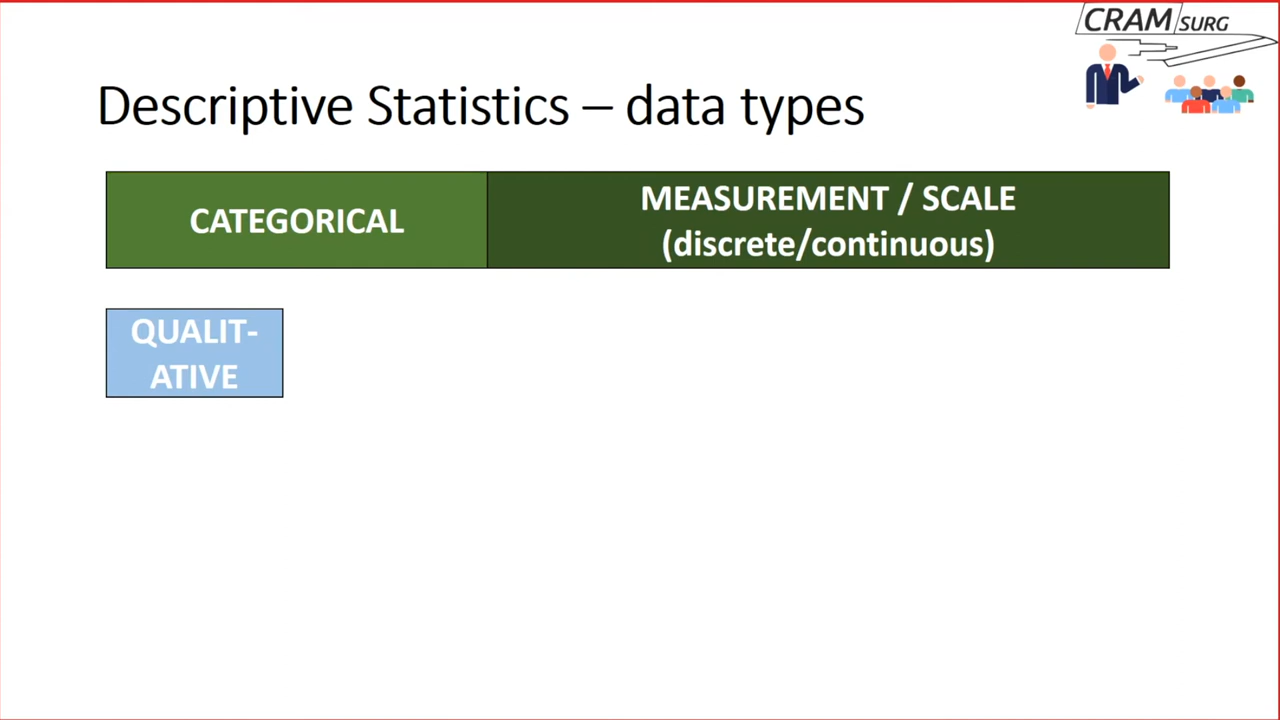 CRAM SURG
Descriptive Statistics – data types
CATEGORICAL
MEASUREMENT / SCALE
(discrete/continuous)
QUALIT-
ATIVE